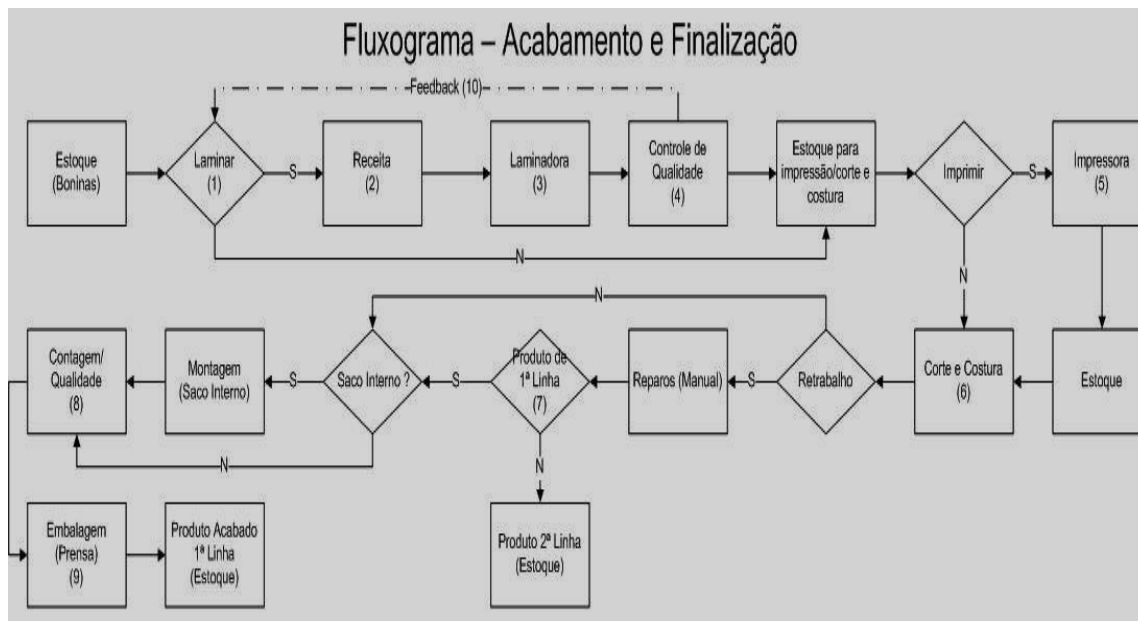 Fluxograma – Acabamento e Finalização
Feedback (10)
Estoque
(Boninas)
Laminar
(1)
S
Receita
(2)
Laminadora
(3)
Controle de
Qualidade
(4)
Estoque para
impressão/corte e
costura
Imprimir
S
Impressora
(5)
N
N
N
Contagem/
Qualidade
(8)
Montagem
(Saco Interno)
S
Saco Interno ?
S
Produto de
1ª Linha
(7)
Reparos (Manual)
S
Retrabalho
Corte e Costura
(6)
Estoque
N
N
Embalagem
(Prensa)
(9)
Produto Acabado
1ª Linha
(Estoque)
Produto 2ª Linha
(Estoque)